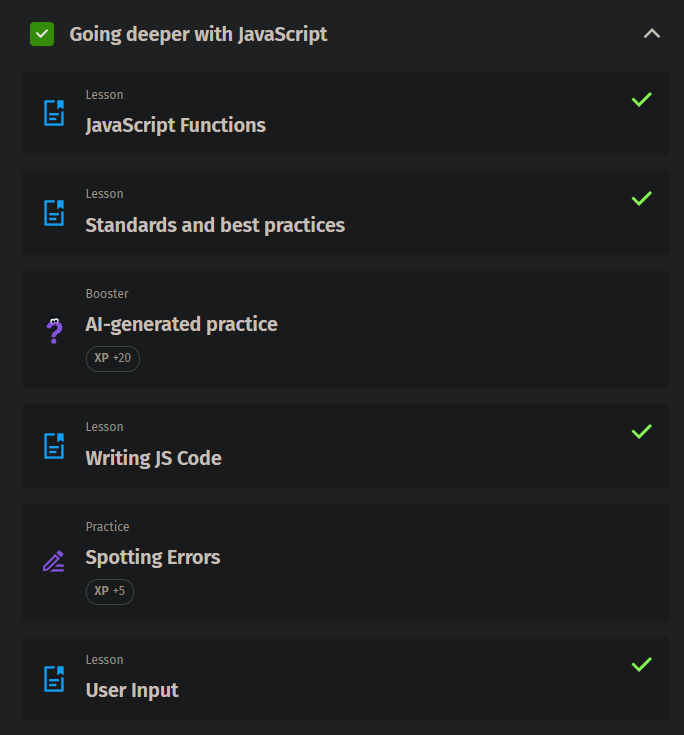 Going deeper with JavaScript
Lesson
JavaScript Functions
Lesson
Standards and best practices
Booster
AI-generated practice
XP +20
Lesson
Writing JS Code
Practice
Spotting Errors
XP +5
Lesson
User Input